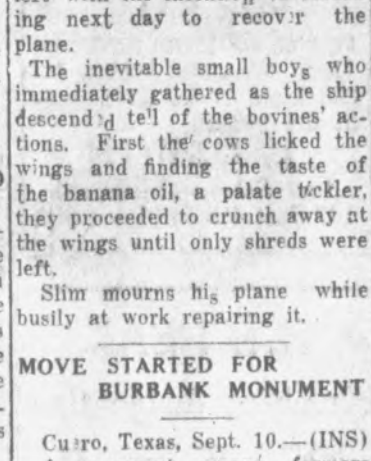 ing next day to recover the
plane.
The inevitable small boys who
immediately gathered as the ship
descended tell of the bovines' ac-
tions. First the cows licked the
wings and finding the taste of
the banana oil, a palate tickler,
they proceeded to crunch away at
the wings until only shreds were
left.
Slim mourns his plane while
busily at work repairing it.
MOVE STARTED FOR
BURBANK MONUMENT
Cuero, Texas, Sept. 10.—(INS)